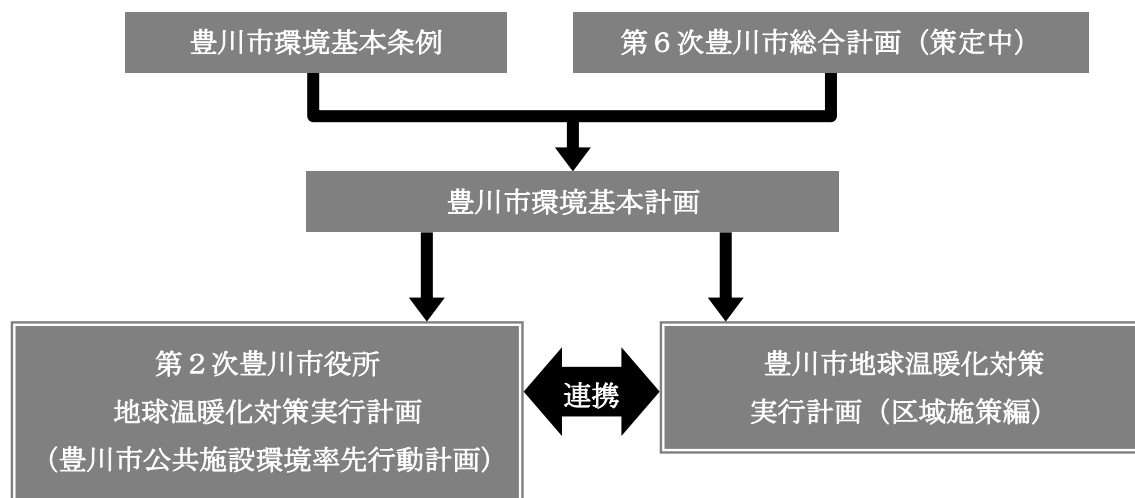 豊川市環境基本条例
第６次豊川市総合計画（策定中）
豊川市環境基本計画
第２次豊川市役所
地球温暖化対策実行計画
（豊川市公共施設環境率先行動計画）
連携
豊川市地球温暖化対策
実行計画（区域施策編）